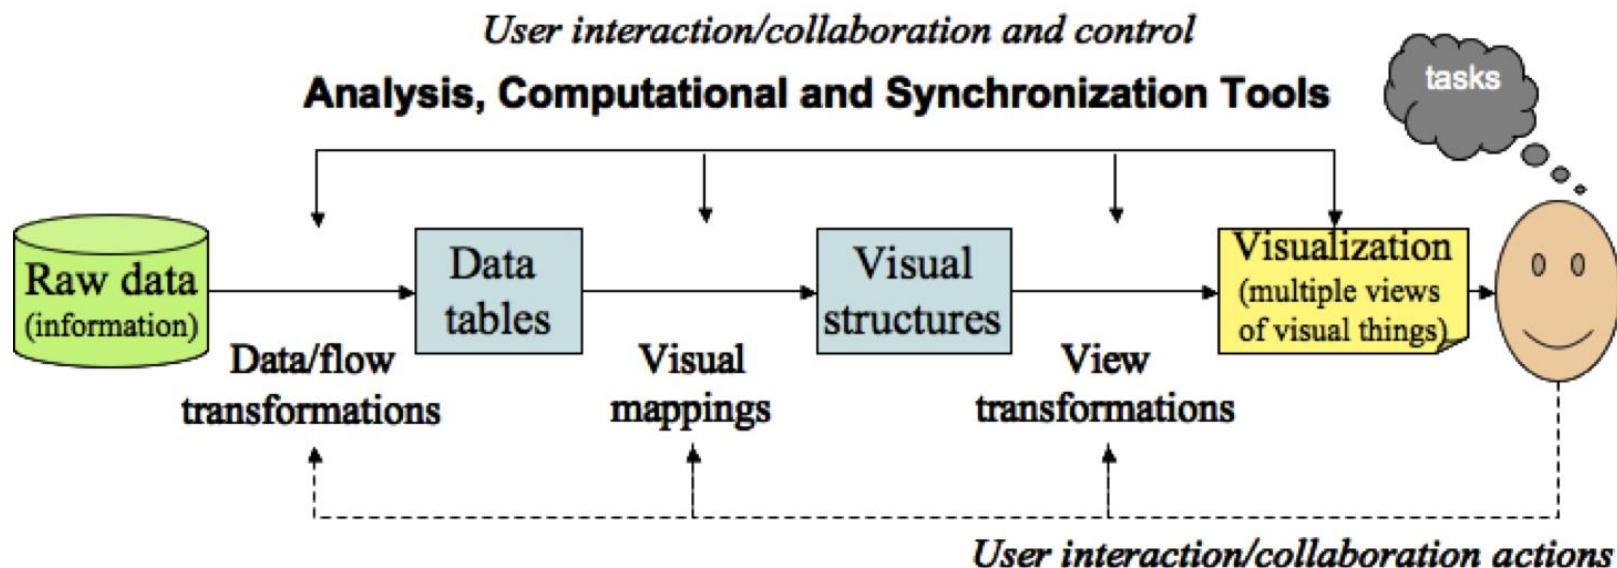 User interaction/collaboration and control
Analysis, Computational and Synchronization Tools
tasks
Raw data
(information)
Data
tables
Visual
structures
Visualization
(multiple views
of visual things)
Data/flow
transformations
Visual
mappings
View
transformations
User interaction/collaboration actions